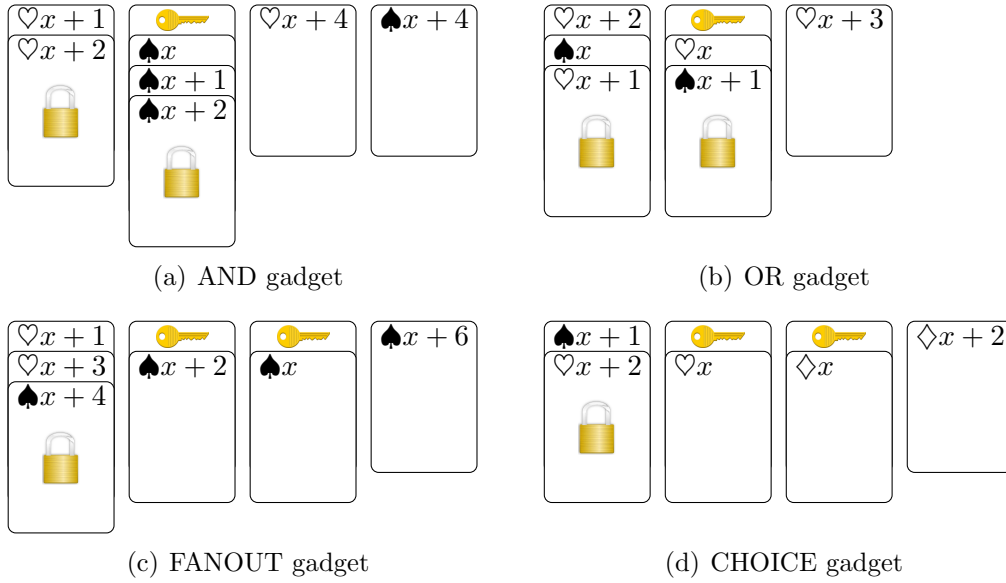 ♡x + 1 ♡x + 4 ♠x + 4
♡x + 2 ♠x
♠x + 1
♠x + 2
(a) AND gadget
♡x + 2 ♡x + 3
♠x ♡x
♡x + 1 ♠x + 1
(b) OR gadget
♡x + 1 ♠x + 6
♡x + 3 ♠x + 2 ♠x
♠x + 4
(c) FANOUT gadget
♠x + 1 ♢x + 2
♡x + 2 ♡x ♢x
(d) CHOICE gadget